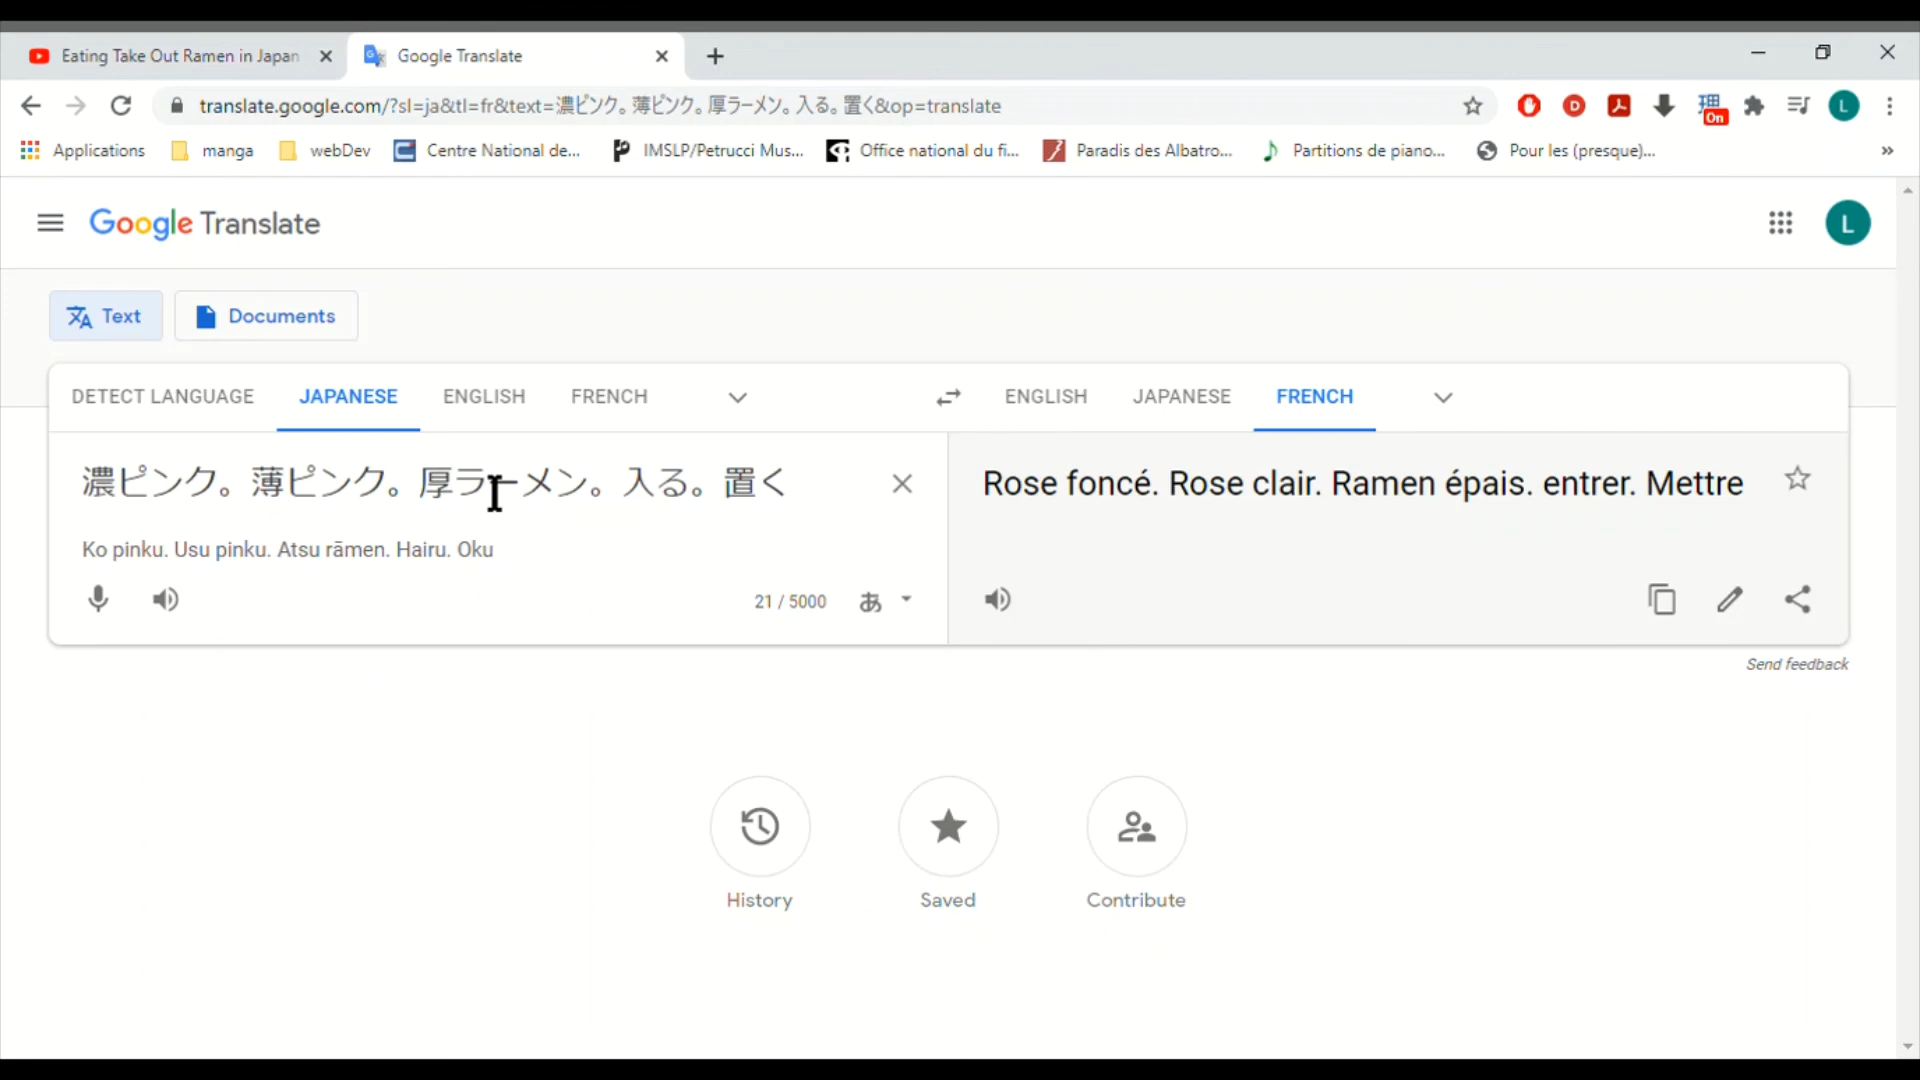 Eating Take Out Ramen in Japan
Google Translate
translate.google.com/?sl=ja&tl=fr&text=濃ピンク。薄ピンク。厚ラーメン。入る。置く&op=translate
D
On
L
Applications
manga
webDev
Centre National de...
IMSLP/Petrucci Mus...
Office national du fi...
Paradis des Albatro...
Partitions de piano...
Pour les (presque)...
Google Translate
L
Text
Documents
DETECT LANGUAGE
JAPANESE
ENGLISH
FRENCH
ENGLISH
JAPANESE
FRENCH
濃ピンク。薄ピンク。厚ラーメン。入る。置く
Rose foncé. Rose clair. Ramen épais. entrer. Mettre
Ko pinku. Usu pinku. Atsu rāmen. Hairu. Oku
21 / 5000
あ
Send feedback
History
Saved
Contribute